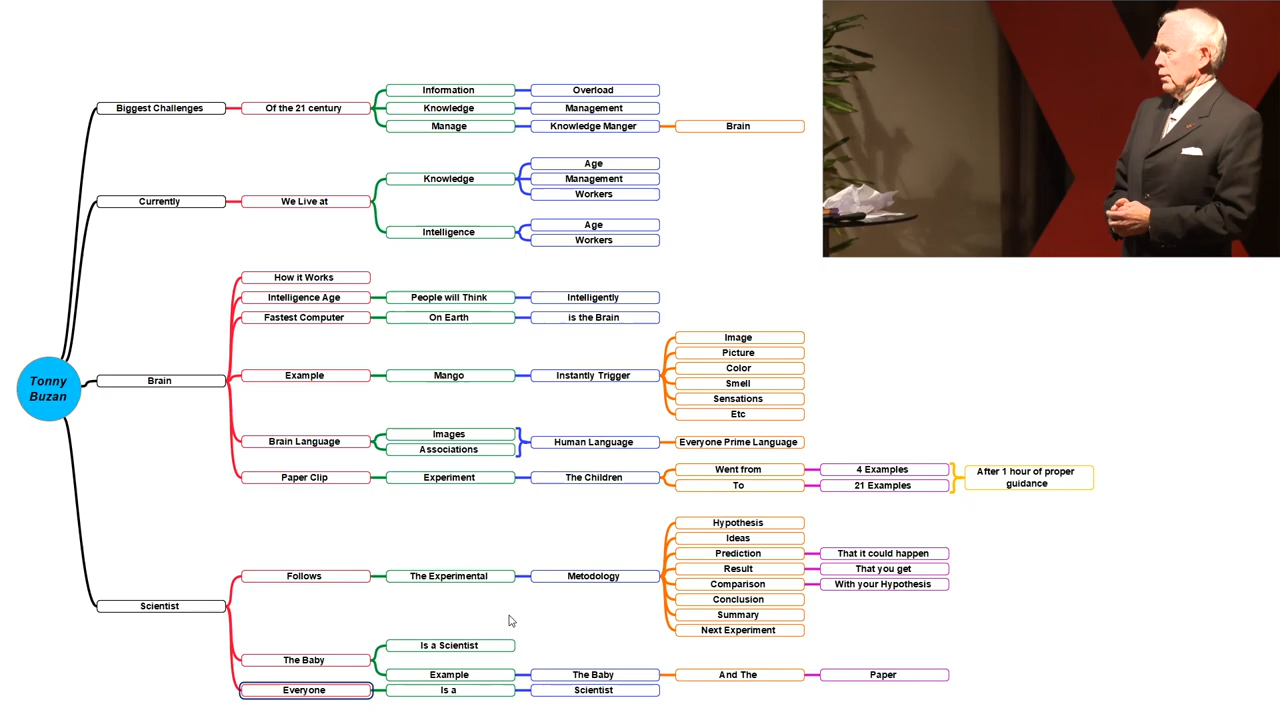 Tonny
Buzan
Biggest Challenges
Of the 21 century
Information
Overload
Knowledge
Management
Manage
Knowledge Manger
Brain
Currently
We Live at
Knowledge
Age
Management
Workers
Intelligence
Age
Workers
Brain
How it Works
Intelligence Age
People will Think
Intelligently
Fastest Computer
On Earth
is the Brain
Example
Mango
Instantly Trigger
Image
Picture
Color
Smell
Sensations
Etc
Brain Language
Images
Associations
Human Language
Everyone Prime Language
Paper Clip
Experiment
The Children
Went from
4 Examples
To
21 Examples
After 1 hour of proper
guidance
Scientist
Follows
The Experimental
Metodology
Hypothesis
Ideas
Prediction
That it could happen
Result
That you get
Comparison
With your Hypothesis
Conclusion
Summary
Next Experiment
The Baby
Is a Scientist
Example
The Baby
And The
Paper
Everyone
Is a
Scientist